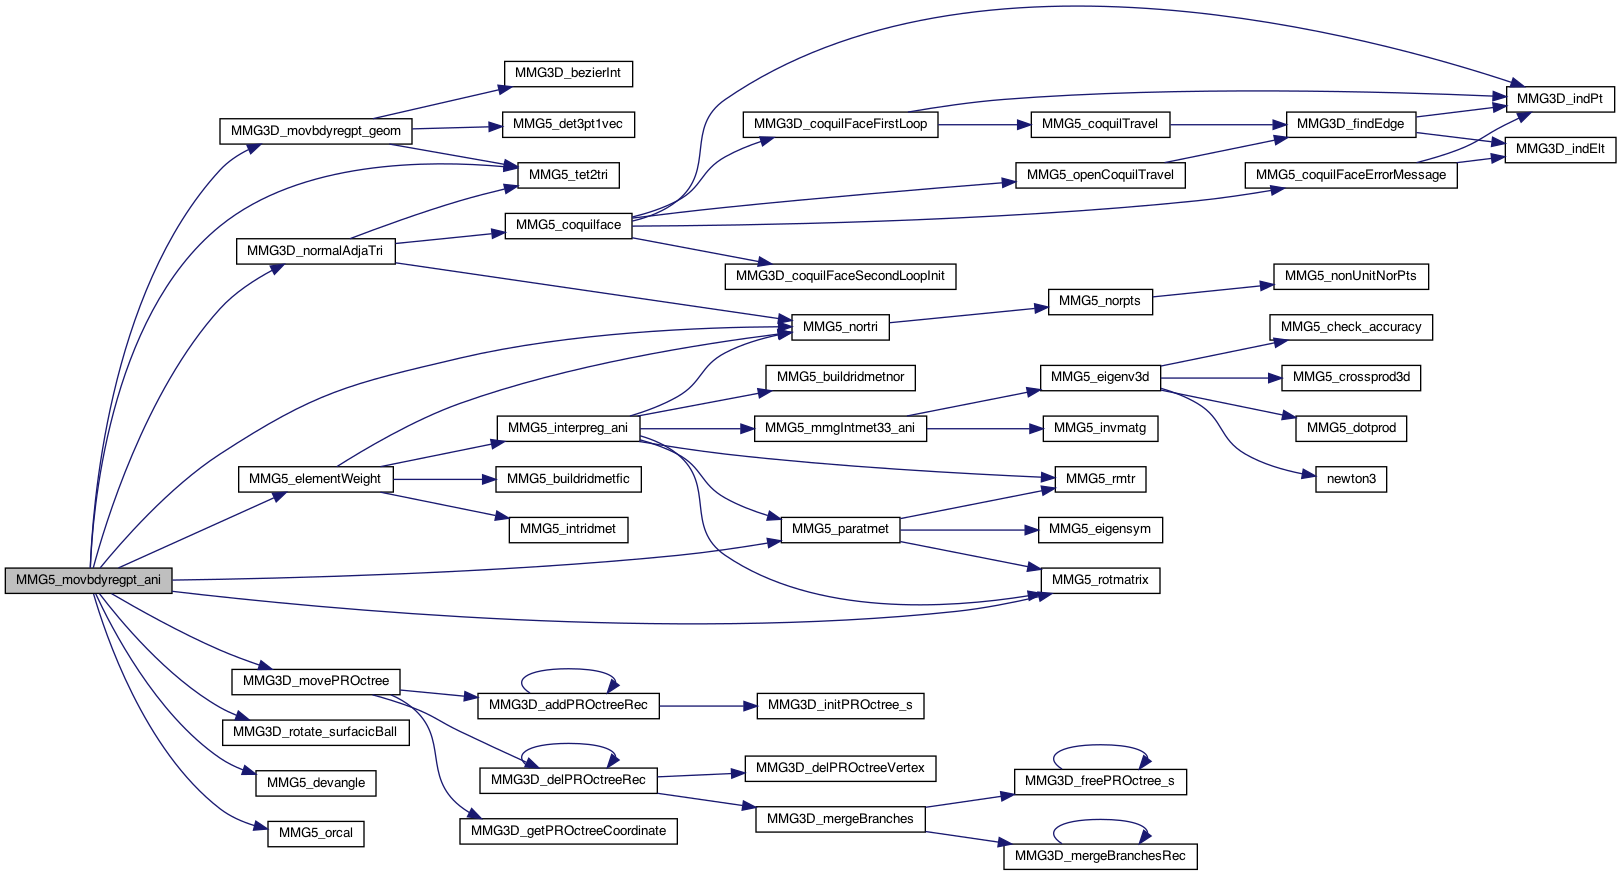 MMG3D_bezierInt
MMG3D_indPt
MMG3D_movbdyregpt_geom
MMG5_det3pt1vec
MMG3D_coquilFaceFirstLoop
MMG5_coquilTravel
MMG3D_findEdge
MMG3D_indElt
MMG5_tet2tri
MMG5_openCoquilTravel
MMG5_coquilFaceErrorMessage
MMG5_coquilface
MMG3D_normalAdjaTri
MMG3D_coquilFaceSecondLoopInit
MMG5_nonUnitNorPts
MMG5_norpts
MMG5_nortri
MMG5_check_accuracy
MMG5_buildridmetnor
MMG5_eigenv3d
MMG5_crossprod3d
MMG5_interpreg_ani
MMG5_mmgIntmet33_ani
MMG5_invmatg
MMG5_dotprod
MMG5_elementWeight
MMG5_buildridmetfic
MMG5_rmtr
newton3
MMG5_intridmet
MMG5_paratmet
MMG5_eigensym
MMG5_movbdyregpt_ani
MMG5_rotmatrix
MMG3D_movePROctree
MMG3D_addPROctreeRec
MMG3D_initPROctree_s
MMG3D_rotate_surfacicBall
MMG5_devangle
MMG3D_delPROctreeRec
MMG3D_delPROctreeVertex
MMG3D_freePROctree_s
MMG5_orcal
MMG3D_getPROctreeCoordinate
MMG3D_mergeBranches
MMG3D_mergeBranchesRec